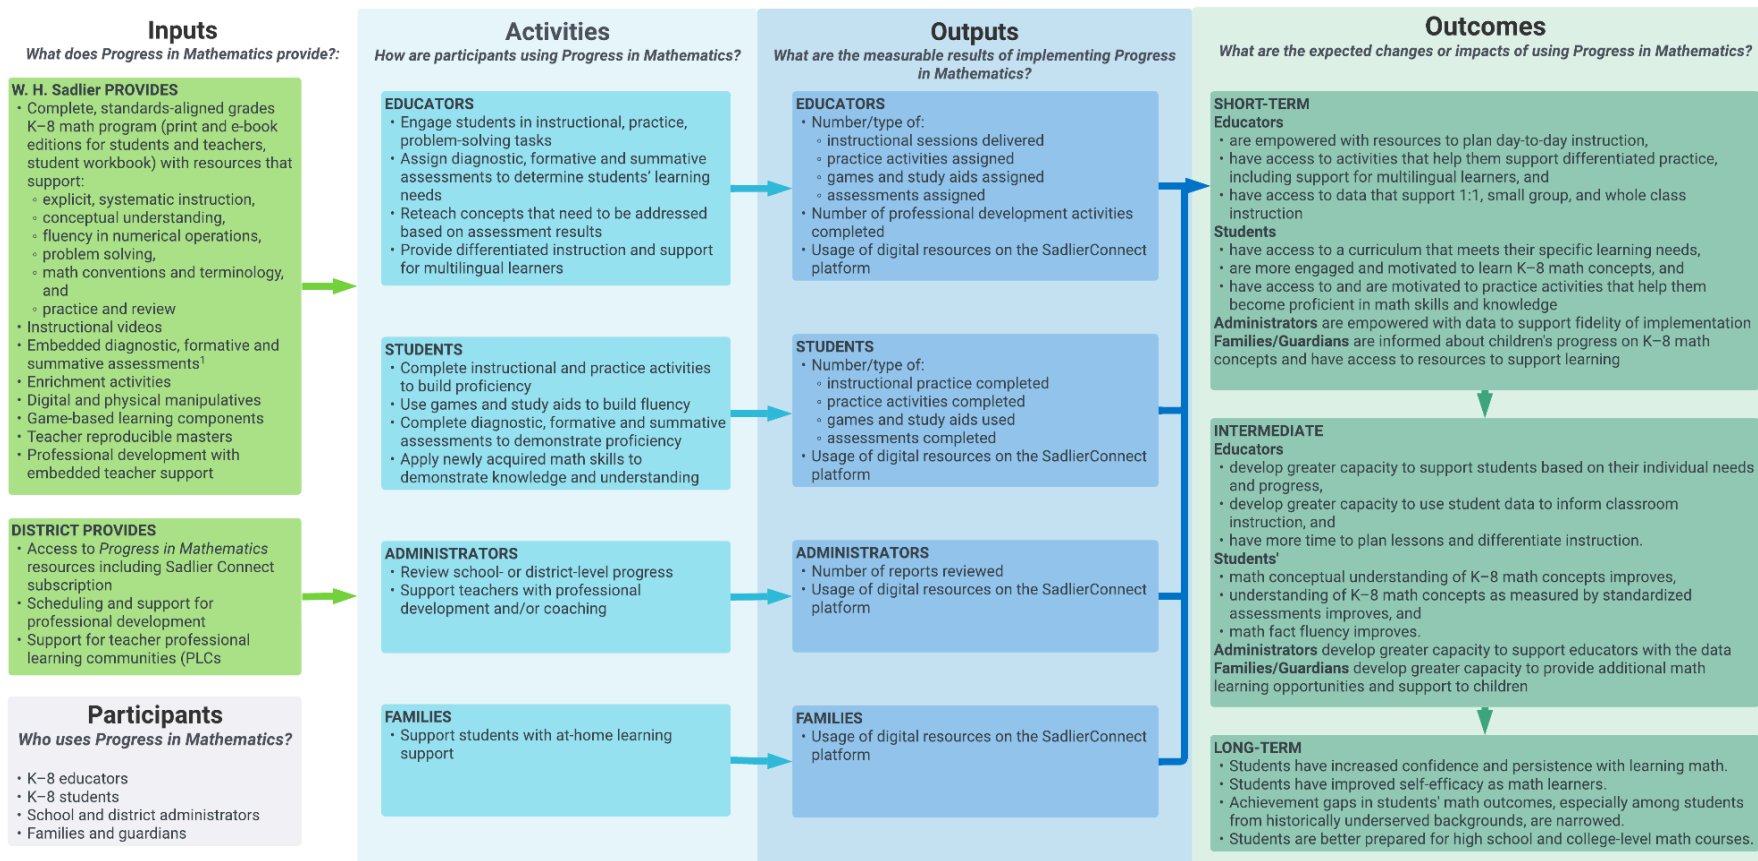 Inputs
What does Progress in Mathematics provide?:
W. H. Sadlier PROVIDES
• Complete, standards-aligned grades
K–8 math program (print and e-book
editions for students and teachers,
student workbook) with resources that
support:
◦ explicit, systematic instruction,
◦ conceptual understanding,
◦ fluency in numerical operations,
◦ problem solving,
◦ math conventions and terminology,
and
◦ practice and review
• Instructional videos
• Embedded diagnostic, formative and
summative assessments¹
• Enrichment activities
• Digital and physical manipulatives
• Game-based learning components
• Teacher reproducible masters
• Professional development with
embedded teacher support
DISTRICT PROVIDES
• Access to Progress in Mathematics
resources including Sadlier Connect
subscription
• Scheduling and support for
professional development
• Support for teacher professional
learning communities (PLCs
Participants
Who uses Progress in Mathematics?
• K–8 educators
• K–8 students
• School and district administrators
• Families and guardians
Activities
How are participants using Progress in Mathematics?
EDUCATORS
• Engage students in instructional, practice,
problem-solving tasks
• Assign diagnostic, formative and summative
assessments to determine students' learning
needs
• Reteach concepts that need to be addressed
based on assessment results
• Provide differentiated instruction and support
for multilingual learners
STUDENTS
• Complete instructional and practice activities
to build proficiency
• Use games and study aids to build fluency
• Complete diagnostic, formative and summative
assessments to demonstrate proficiency
• Apply newly acquired math skills to
demonstrate knowledge and understanding
ADMINISTRATORS
• Review school- or district-level progress
• Support teachers with professional
development and/or coaching
FAMILIES
• Support students with at-home learning
support
Outputs
What are the measurable results of implementing Progress
in Mathematics?
EDUCATORS
• Number/type of:
◦ instructional sessions delivered
◦ practice activities assigned
◦ games and study aids assigned
◦ assessments assigned
• Number of professional development activities
completed
• Usage of digital resources on the SadlierConnect
platform
STUDENTS
• Number/type of:
◦ instructional practice completed
◦ practice activities completed
◦ games and study aids used
◦ assessments completed
• Usage of digital resources on the SadlierConnect
platform
ADMINISTRATORS
• Number of reports reviewed
• Usage of digital resources on the SadlierConnect
platform
FAMILIES
• Usage of digital resources on the SadlierConnect
platform
Outcomes
What are the expected changes or impacts of using Progress in Mathematics?
SHORT-TERM
Educators
• are empowered with resources to plan day-to-day instruction,
• have access to activities that help them support differentiated practice,
including support for multilingual learners, and
• have access to data that support 1:1, small group, and whole class
instruction
Students
• have access to a curriculum that meets their specific learning needs,
• are more engaged and motivated to learn K–8 math concepts, and
• have access to and are motivated to practice activities that help them
become proficient in math skills and knowledge
Administrators are empowered with data to support fidelity of implementation
Families/Guardians are informed about children's progress on K–8 math
concepts and have access to resources to support learning
INTERMEDIATE
Educators
• develop greater capacity to support students based on their individual needs
and progress,
• develop greater capacity to use student data to inform classroom
instruction, and
• have more time to plan lessons and differentiate instruction.
Students'
• math conceptual understanding of K–8 math concepts improves,
• understanding of K–8 math concepts as measured by standardized
assessments improves, and
• math fact fluency improves.
Administrators develop greater capacity to support educators with the data
Families/Guardians develop greater capacity to provide additional math
learning opportunities and support to children
LONG-TERM
• Students have increased confidence and persistence with learning math.
• Students have improved self-efficacy as math learners.
• Achievement gaps in students' math outcomes, especially among students
from historically underserved backgrounds, are narrowed.
• Students are better prepared for high school and college-level math courses.